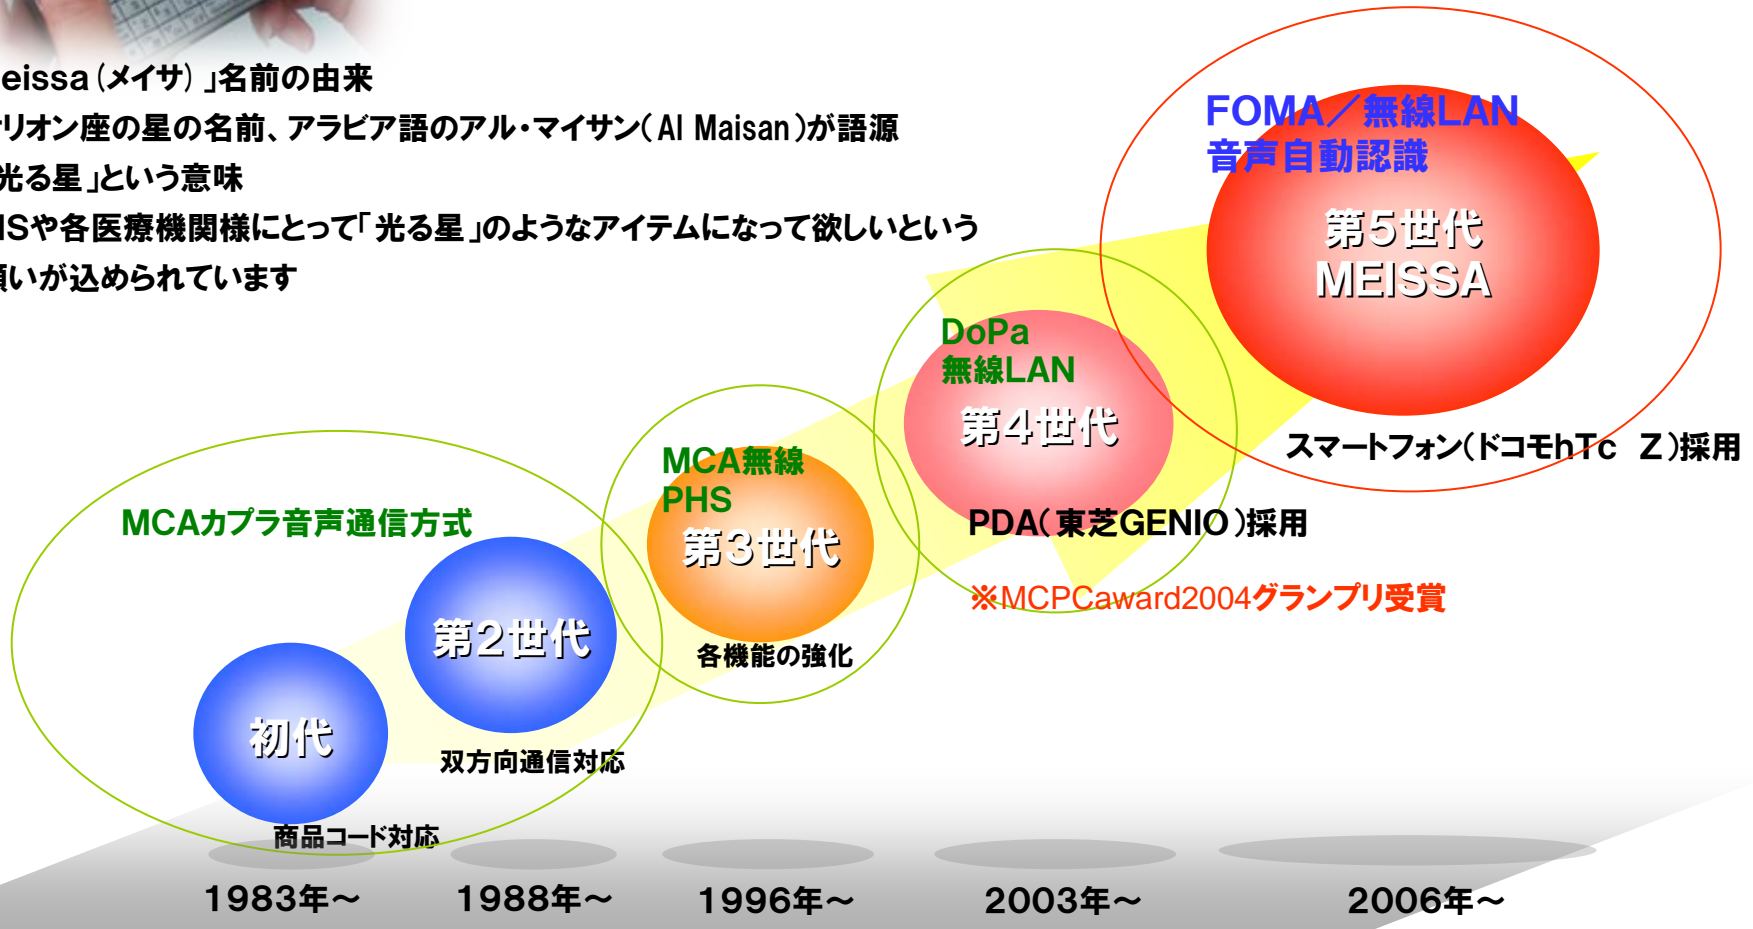 eissa(メイサ)」名前の由来
リオン座の星の名前、アラビア語のアル・マイサン(Al Maisan)が語源
光る星」という意味
Sや各医療機関様にとって「光る星」のようなアイテムになって欲しいという
願いが込められています
FOMA／無線LAN
音声自動認識
第5世代
MEISSA
スマートフォン(ドコモhTc Z)採用
DoPa
無線LAN
第4世代
PDA(東芝GENIO)採用
※MCPCaward2004グランプリ受賞
MCA無線
PHS
第3世代
各機能の強化
MCAカプラ音声通信方式
第2世代
双方向通信対応
初代
商品コード対応
1983年～
1988年～
1996年～
2003年～
2006年～